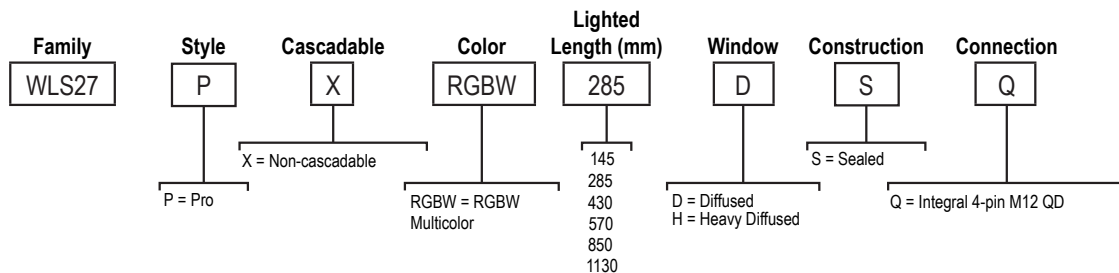 Family
Style
Cascadable
Color
Lighted
Length (mm)
Window
Construction
Connection
WLS27
P
X
RGBW
285
D
S
Q
X = Non-cascadable
S = Sealed
P = Pro
RGBW = RGBW
Multicolor
145
285
430
570
850
1130
D = Diffused
H = Heavy Diffused
Q = Integral 4-pin M12 QD